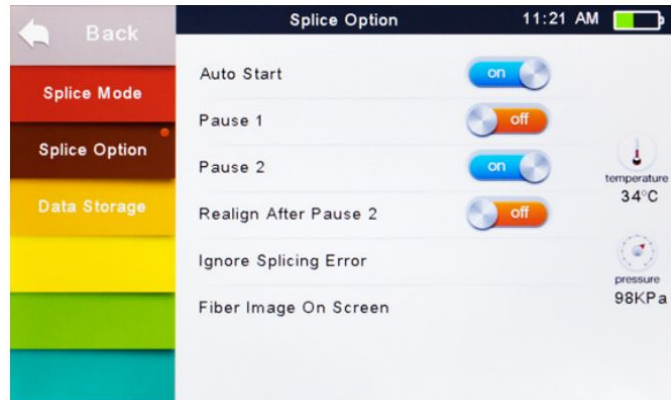 Back
Splice Option
11:21 AM
Splice Mode
Splice Option
Data Storage
Auto Start on
Pause 1 off
Pause 2 on
Realign After Pause 2 off
Ignore Splicing Error
Fiber Image On Screen
temperature
34°C
pressure
98KPa